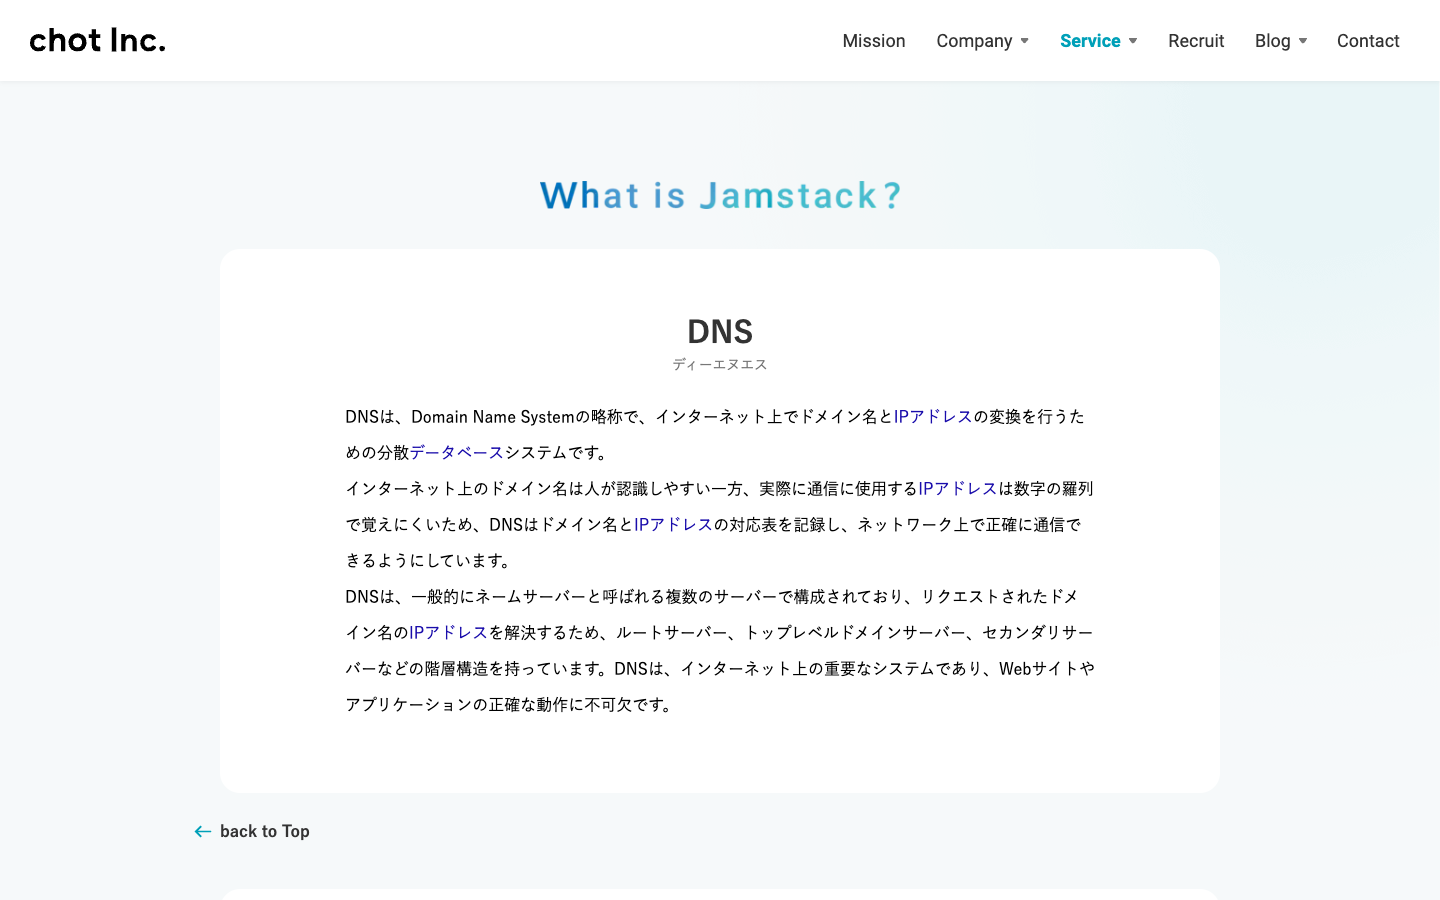 chot Inc.
Mission Company Service Recruit Blog Contact
What is Jamstack?
DNS
ディーエヌエス
DNSは、Domain Name Systemの略称で、インターネット上でドメイン名とIPアドレスの変換を行うた
めの分散データベースシステムです。
インターネット上のドメイン名は人が認識しやすい一方、実際に通信に使用するIPアドレスは数字の羅列
で覚えにくいため、DNSはドメイン名とIPアドレスの対応表を記録し、ネットワーク上で正確に通信で
きるようにしています。
DNSは、一般的にネームサーバーと呼ばれる複数のサーバーで構成されており、リクエストされたドメ
イン名のIPアドレスを解決するため、ルートサーバー、トップレベルドメインサーバー、セカンダリサー
バーなどの階層構造を持っています。DNSは、インターネット上の重要なシステムであり、Webサイトや
アプリケーションの正確な動作に不可欠です。
back to Top